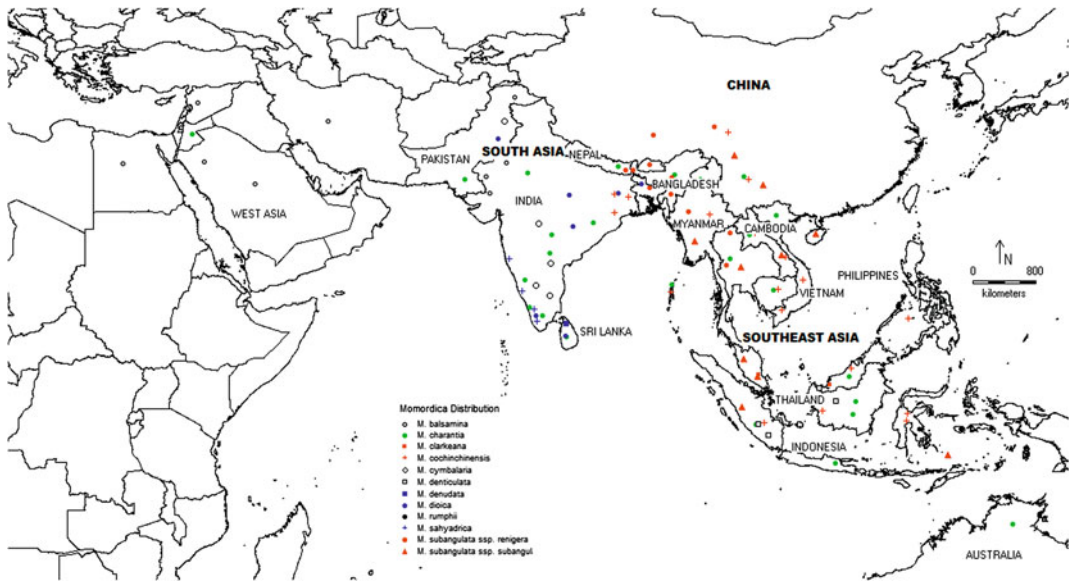 CHINA
SOUTH ASIA
NEPAL
PAKISTAN
BANGLADESH
INDIA
WEST ASIA
MYANMAR
CAMBODIA
N
0 800
kilometers
PHILIPPINES
VIETNAM
SRI LANKA
SOUTHEAST ASIA
THAILAND
INDONESIA
AUSTRALIA
Momordica Distribution
M. balsamina
M. charantia
M. clarkeana
M. cochinchinensis
M. cymbalaria
M. denticulata
M. denudata
M. dioica
M. rumphii
M. sahyadrica
M. subangulata ssp. renigera
M. subangulata ssp. subangul